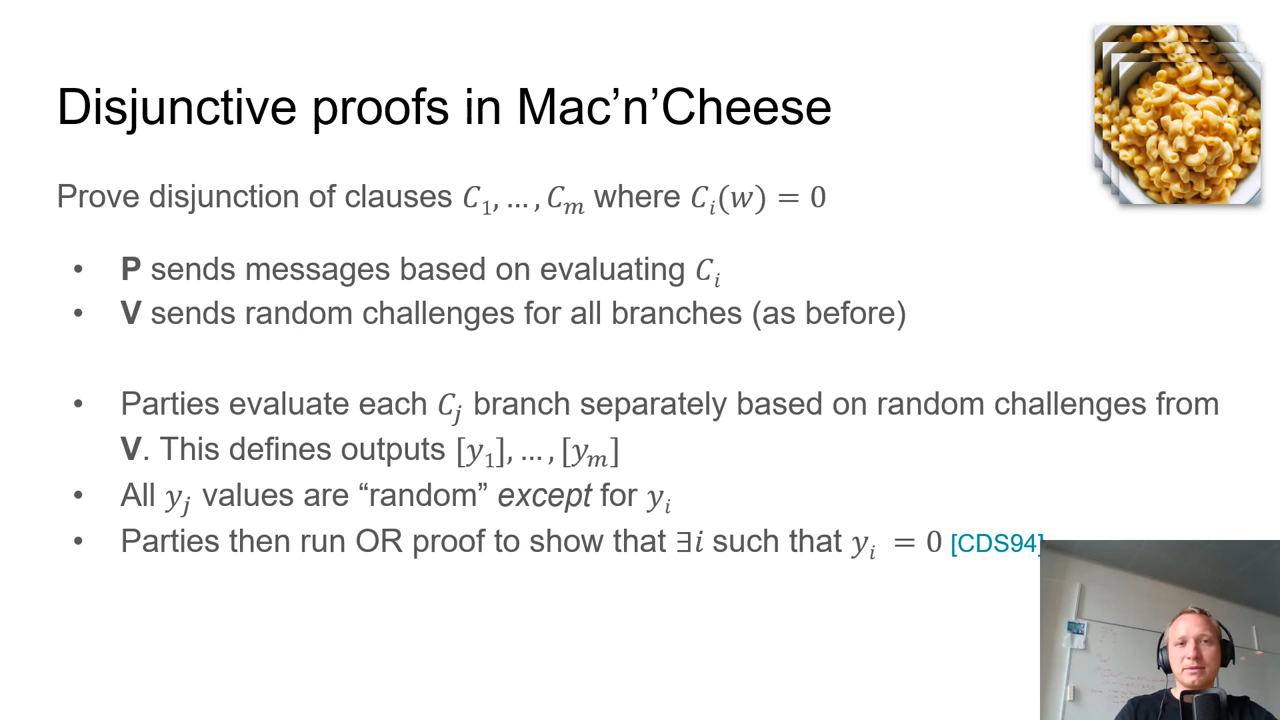 Disjunctive proofs in Mac’n’Cheese
Prove disjunction of clauses C₁, … , Cₘ where Cᵢ(w) = 0
• P sends messages based on evaluating Cᵢ
• V sends random challenges for all branches (as before)
• Parties evaluate each Cⱼ branch separately based on random challenges from
V. This defines outputs [y₁], … , [yₘ]
• All yⱼ values are “random” except for yᵢ
• Parties then run OR proof to show that ∃i such that yᵢ = 0 [CDS94]